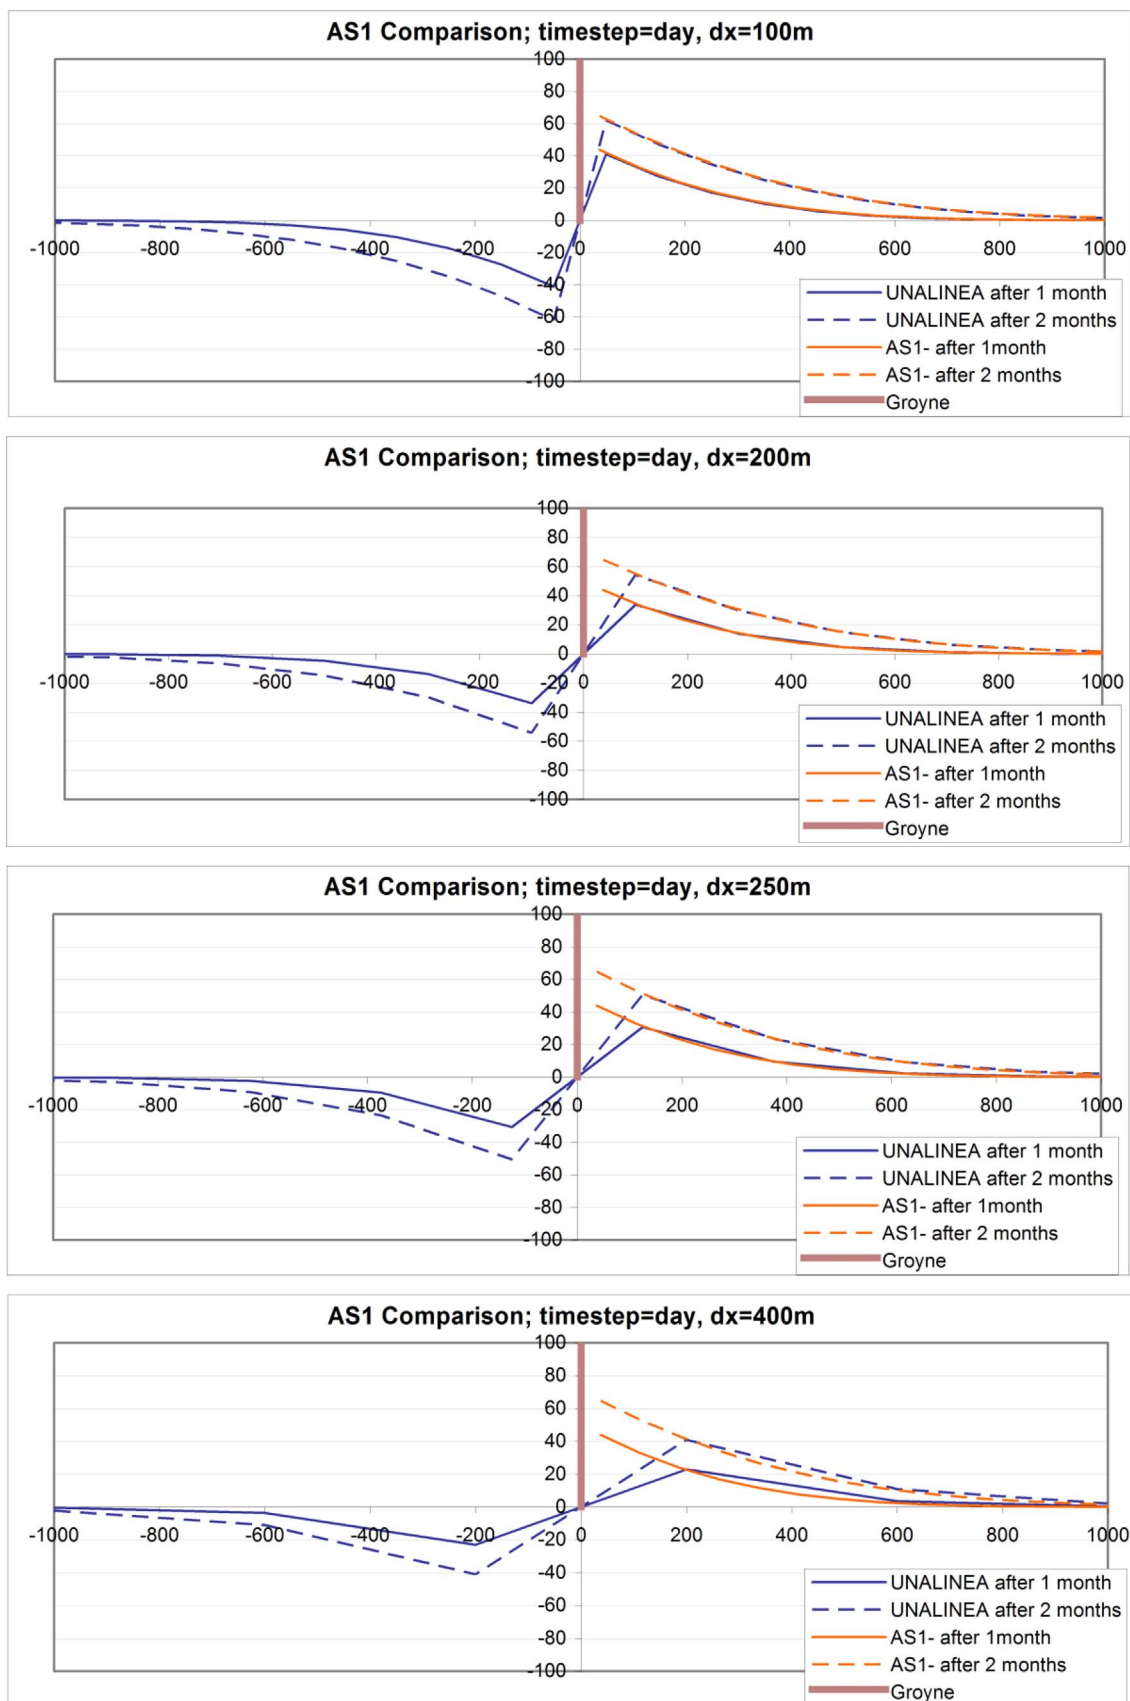 AS1 Comparison; timestep=day, dx=100m
100
80
60
40
20
0
-1000 -800 -600 -400 -200 0 200 400 600 800 1000
-20
-40
-60
-80
-100
UNALINEA after 1 month
UNALINEA after 2 months
AS1- after 1month
AS1- after 2 months
Groyne
AS1 Comparison; timestep=day, dx=200m
100
80
60
40
20
0
-1000 -800 -600 -400 -200 0 200 400 600 800 1000
-20
-40
-60
-80
-100
UNALINEA after 1 month
UNALINEA after 2 months
AS1- after 1month
AS1- after 2 months
Groyne
AS1 Comparison; timestep=day, dx=250m
100
80
60
40
20
0
-1000 -800 -600 -400 -200 0 200 400 600 800 1000
-20
-40
-60
-80
-100
UNALINEA after 1 month
UNALINEA after 2 months
AS1- after 1month
AS1- after 2 months
Groyne
AS1 Comparison; timestep=day, dx=400m
100
80
60
40
20
0
-1000 -800 -600 -400 -200 0 200 400 600 800 1000
-20
-40
-60
-80
-100
UNALINEA after 1 month
UNALINEA after 2 months
AS1- after 1month
AS1- after 2 months
Groyne